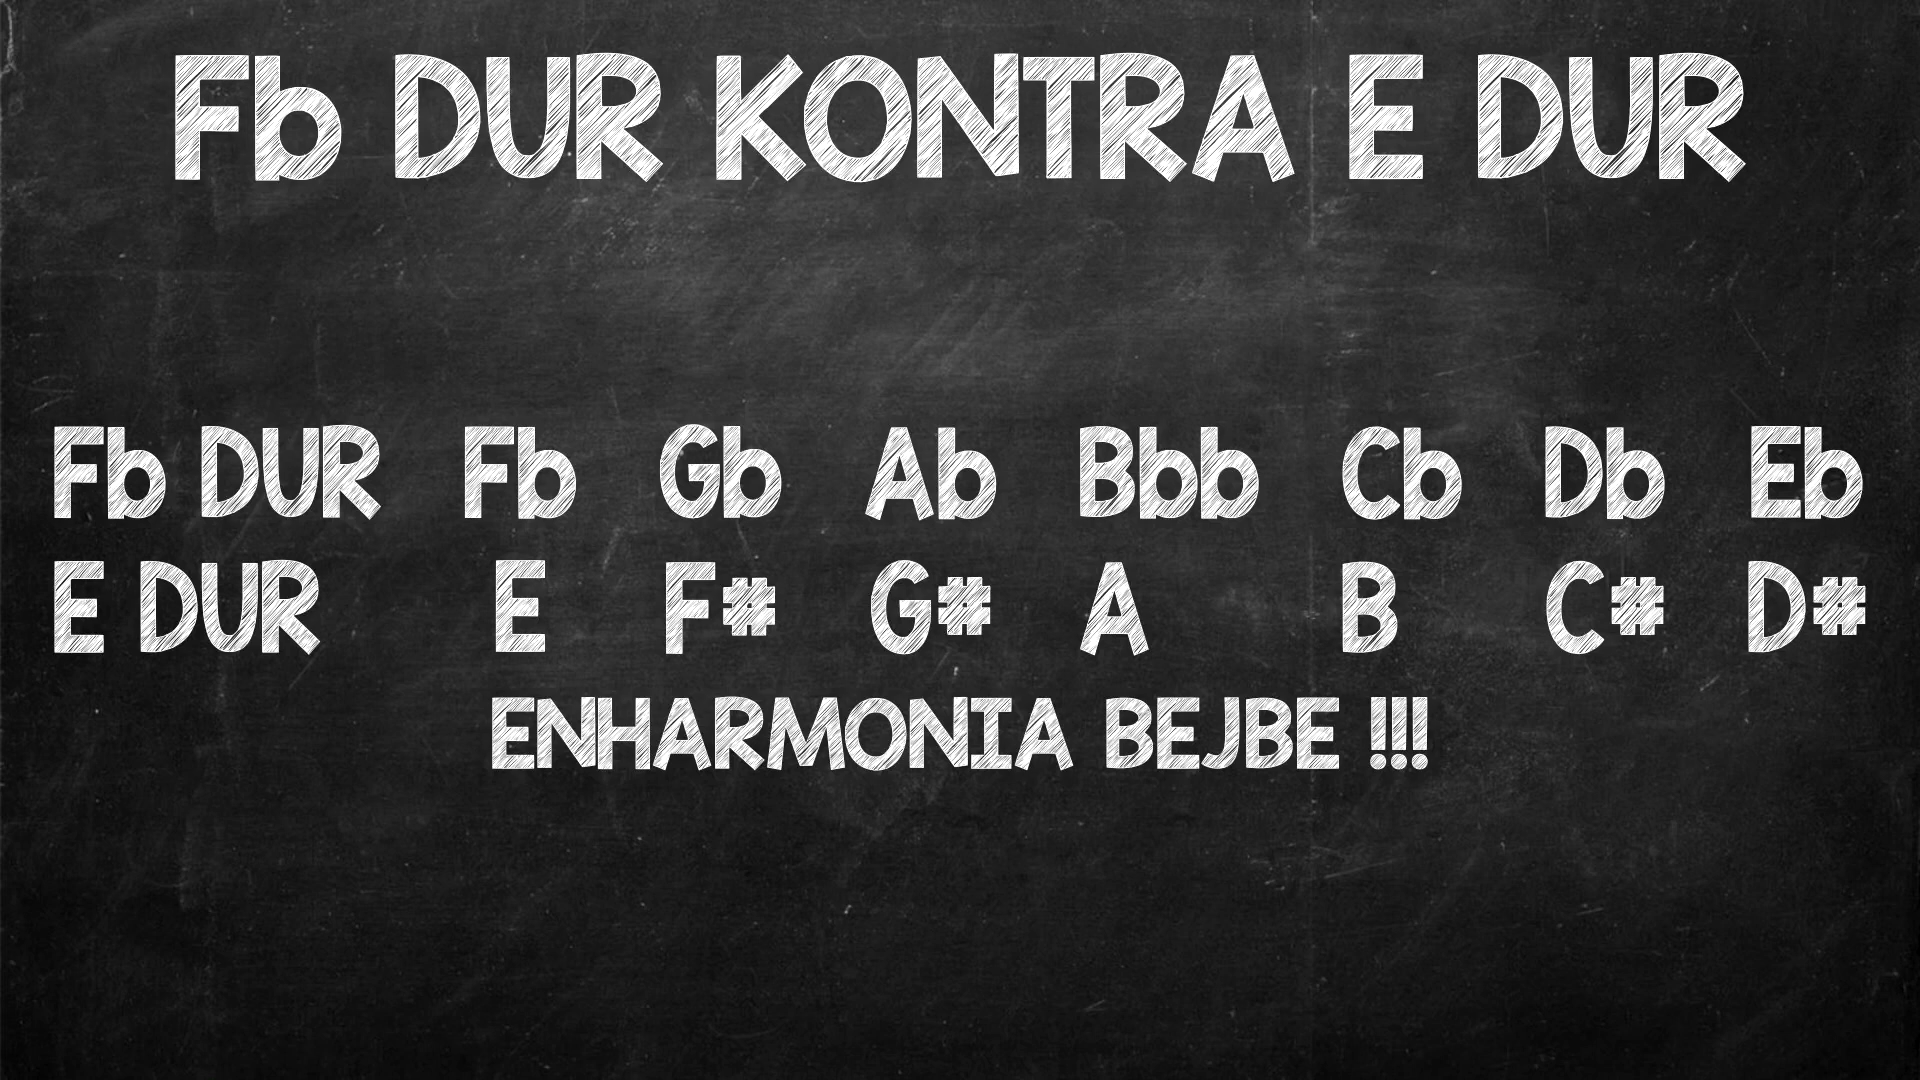 Fb DUR KONTRA E DUR
Fb DUR Fb Gb Ab Bbb Cb Db Eb
E DUR E F# G# A B C# D#
ENHARMONIA BEJBE !!!